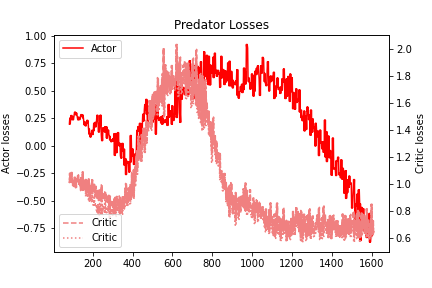 Predator Losses
Actor losses
1.00
0.75
0.50
0.25
0.00
−0.25
−0.50
−0.75
Actor
Critic
Critic
2.0
1.8
1.6
1.4
1.2
1.0
0.8
0.6
Critic losses
200 400 600 800 1000 1200 1400 1600